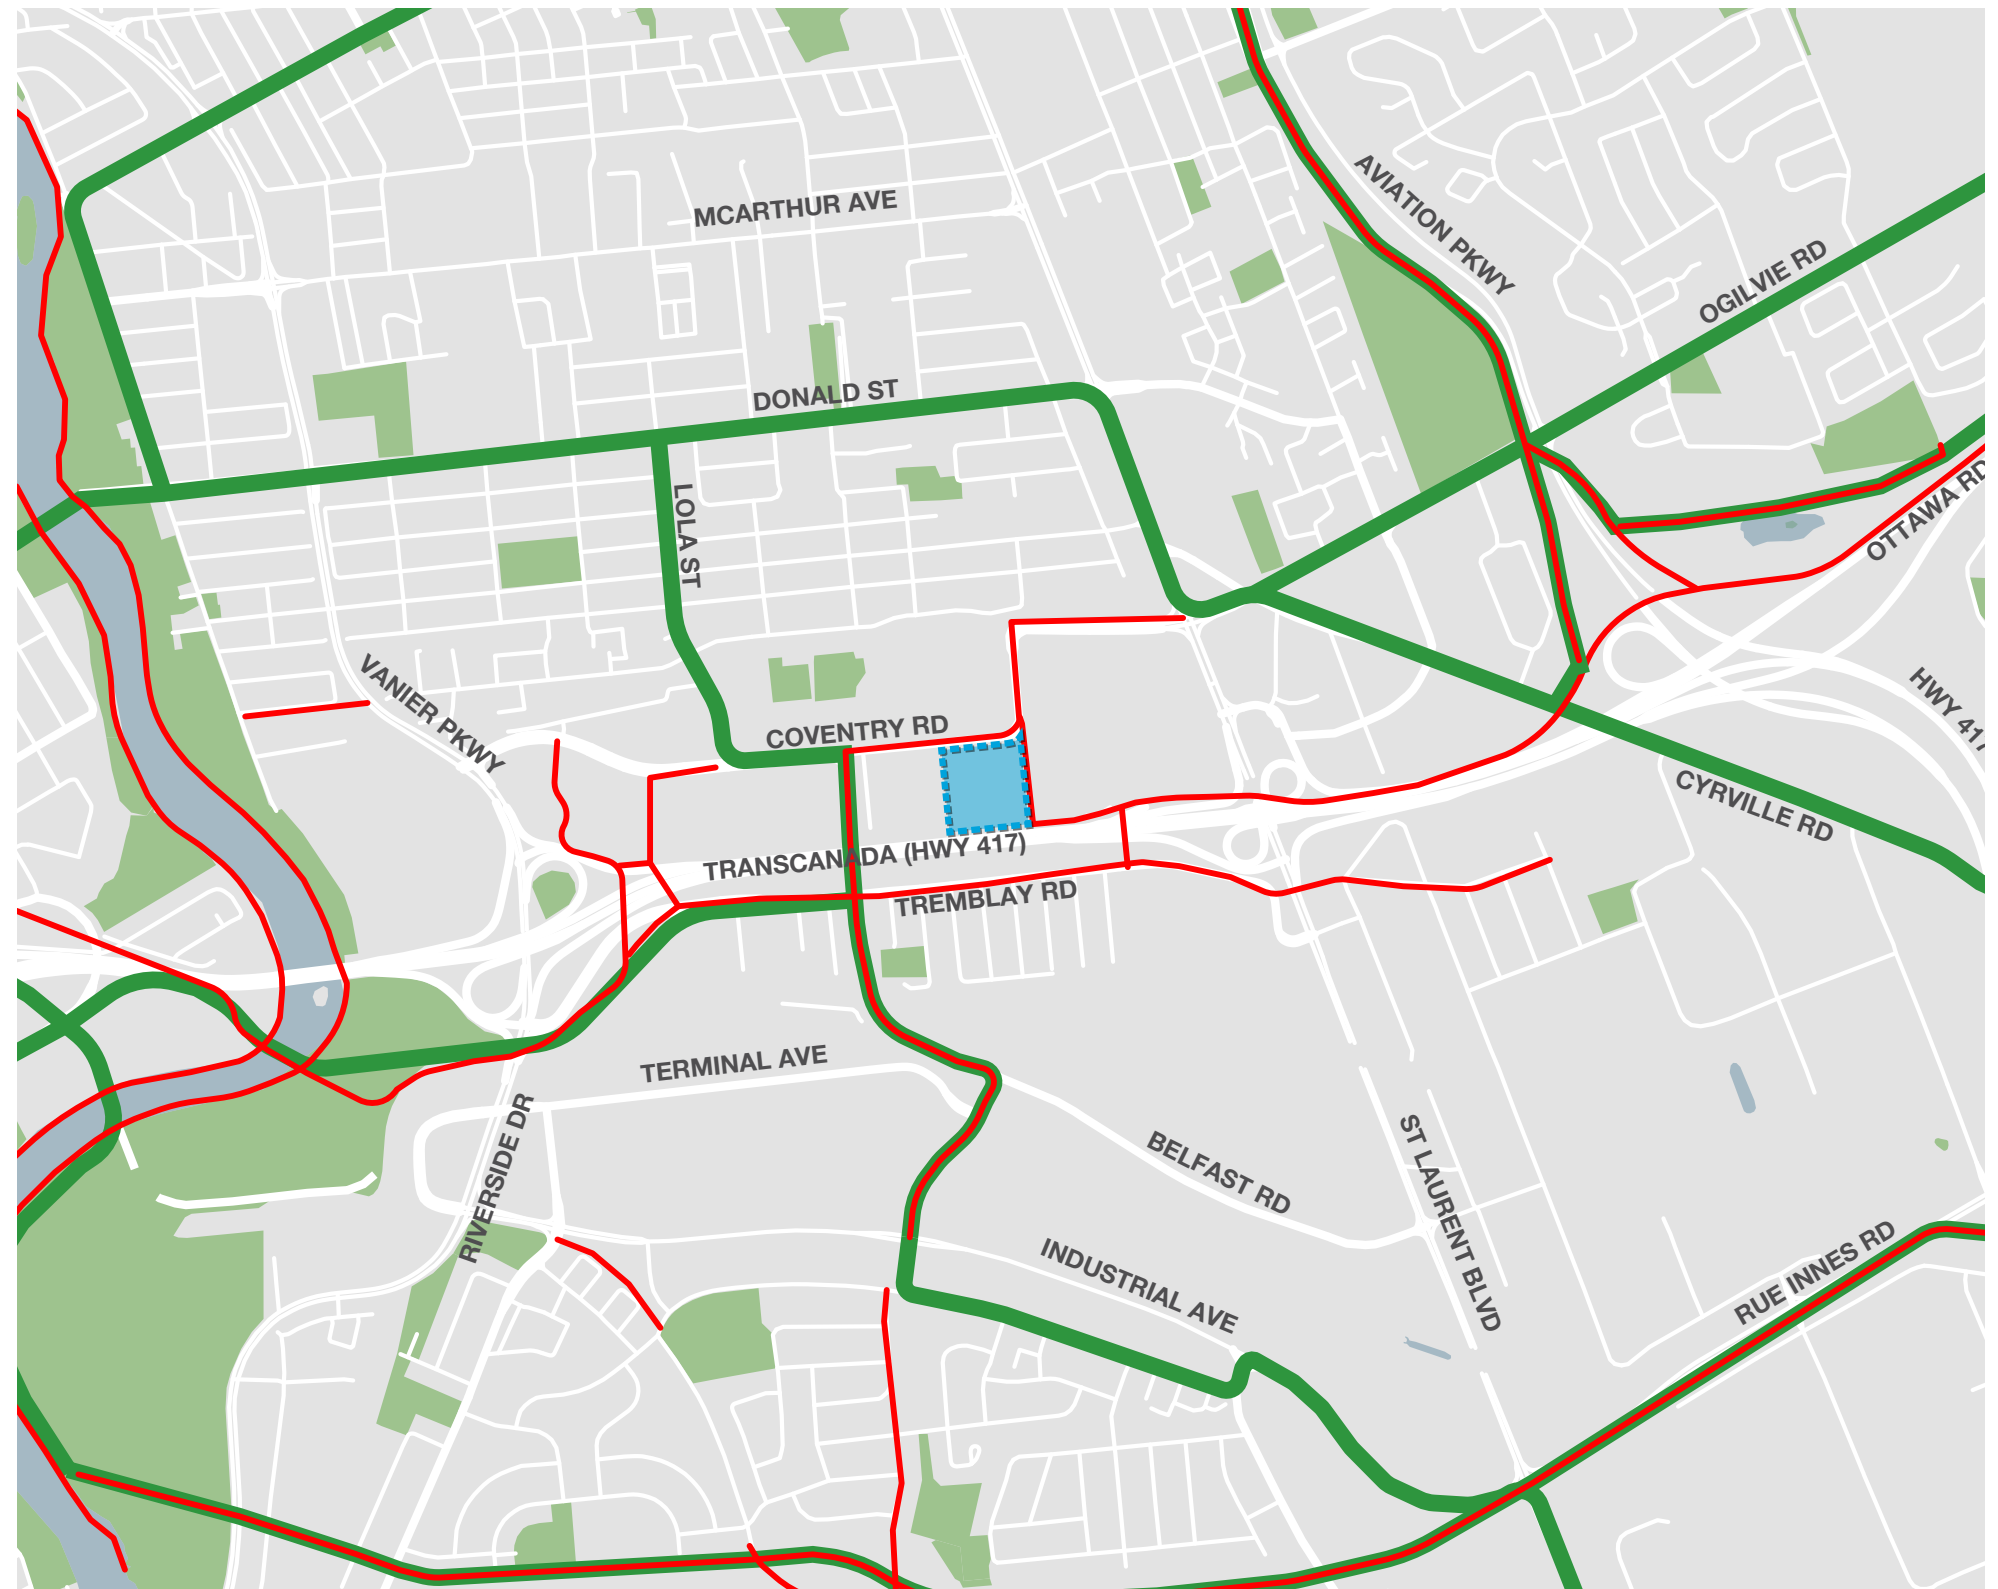 MCARTHUR AVE
AVIATION PKWY
OGILVIE RD
DONALD ST
LOLA ST
OTTAWA RD
VANIER PKWY
HWY 417
COVENTRY RD
CYRVILLE RD
TRANSCANADA (HWY 417)
TREMBLAY RD
TERMINAL AVE
RIVERSIDE DR
BELFAST RD
ST LAURENT BLVD
INDUSTRIAL AVE
RUE INNES RD